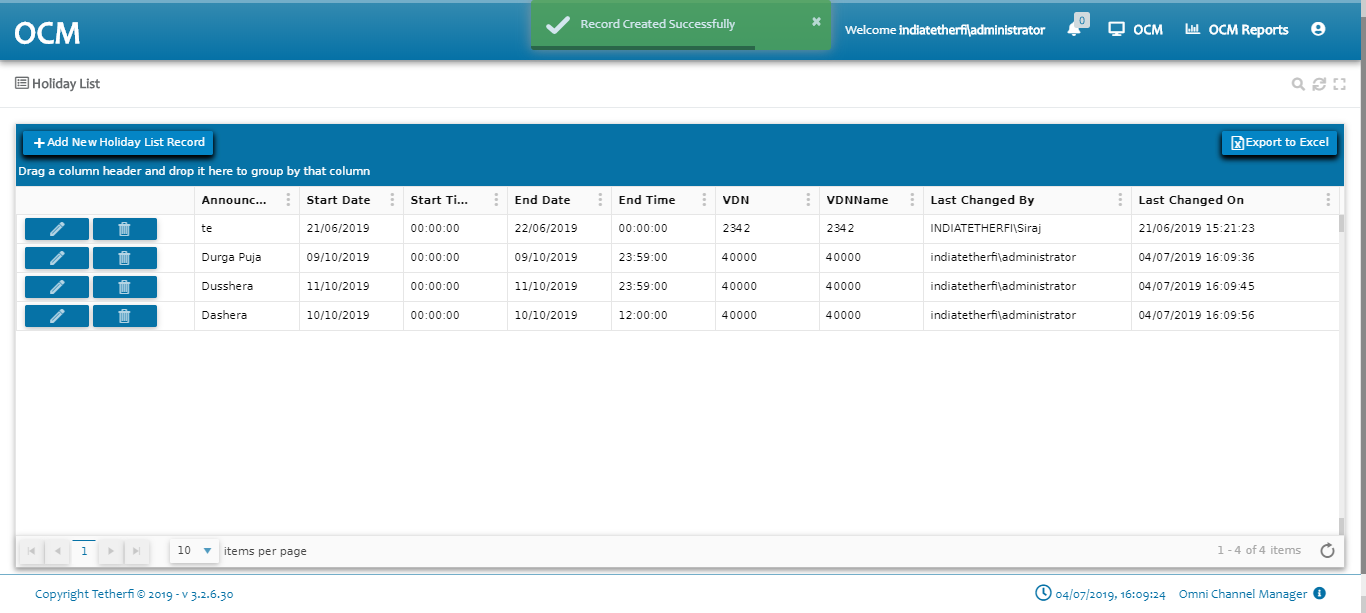 OCM
Record Created Successfully
Welcome indiatetherfi\administrator
0
OCM
OCM Reports
Holiday List
Add New Holiday List Record
Export to Excel
Drag a column header and drop it here to group by that column
Announc... Start Date Start Ti... End Date End Time VDN VDNName Last Changed By Last Changed On
te 21/06/2019 00:00:00 22/06/2019 00:00:00 2342 2342 INDIATETHERFI\Siraj 21/06/2019 15:21:23
Durga Puja 09/10/2019 00:00:00 09/10/2019 23:59:00 40000 40000 indiatetherfi\administrator 04/07/2019 16:09:36
Dusshera 11/10/2019 00:00:00 11/10/2019 23:59:00 40000 40000 indiatetherfi\administrator 04/07/2019 16:09:45
Dashera 10/10/2019 00:00:00 10/10/2019 12:00:00 40000 40000 indiatetherfi\administrator 04/07/2019 16:09:56
1 10 items per page 1 - 4 of 4 items
Copyright Tetherfi © 2019 - v 3.2.6.30 04/07/2019, 16:09:24 Omni Channel Manager